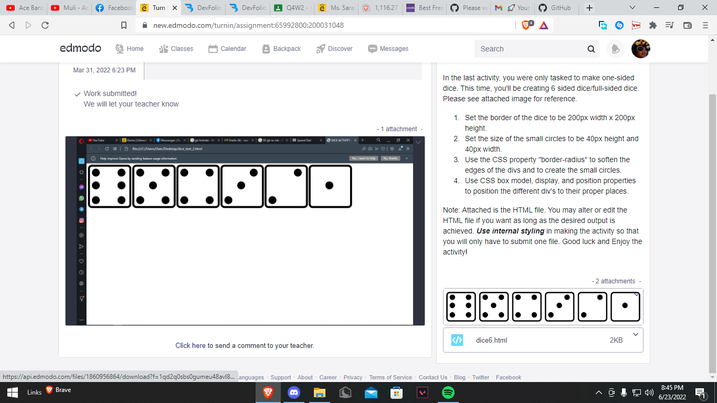 Ace Ban
Muli - A
Faceboo
Turn
DevFoli
DevFolio
Q4W2
Ms. Sar
1,116.2
Best Fre
Please v
Your
GitHub
new.edmodo.com/turnin/assignment:65992800:200031048
edmodo
Home
Classes
Calendar
Backpack
Discover
Messages
Search
Mar 31, 2022 6:23 PM
Work submitted!
We will let your teacher know
- 1 attachment -
Click here to send a comment to your teacher.
In the last activity, you were only tasked to make one-sided
dice. This time, you'll be creating 6 sided dice/full-sided dice.
Please see attached image for reference.
1. Set the border of the dice to be 200px width x 200px
height.
2. Set the size of the small circles to be 40px height and
40px width.
3. Use the CSS property "border-radius" to soften the
edges of the divs and to create the small circles.
4. Use CSS box model, display, and position properties
to position the different div's to their proper places.
Note: Attached is the HTML file. You may alter or edit the
HTML file if you want as long as the desired output is
achieved. Use internal styling in making the activity so that
you will only have to submit one file. Good luck and Enjoy the
activity!
- 2 attachments -
dice6.html
2KB
https://api.edmodo.com/files/1860956864/download?
anguages · Support · About · Career · Privacy · Terms of Service · Contact Us · Blog · Twitter · Facebook
Links
Brave
8:45 PM
6/23/2022